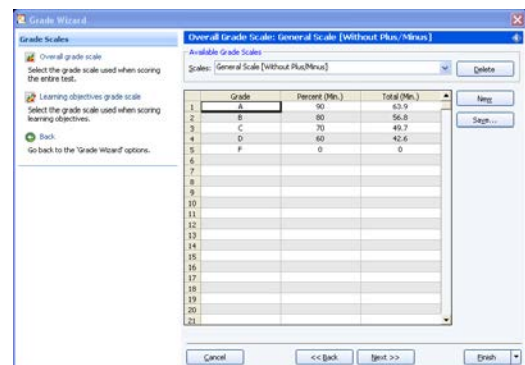 Grade Wizard
Grade Scales
Overall grade scale
Select the grade scale used when scoring
the entire test.
Learning objectives grade scale
Select the grade scale used when scoring
learning objectives.
Back
Go back to the 'Grade Wizard' options.
Overall Grade Scale: General Scale [Without Plus/Minus]
Available Grade Scales
Scales: General Scale [Without Plus/Minus]
Delete
New
Save...
Grade Percent (Min.) Total (Min.)
1 A 90 63.9
2 B 80 56.8
3 C 70 49.7
4 D 60 42.6
5 F 0 0
6
7
8
9
10
11
12
13
14
15
16
17
18
19
20
21
Cancel << Back Next >> Finish